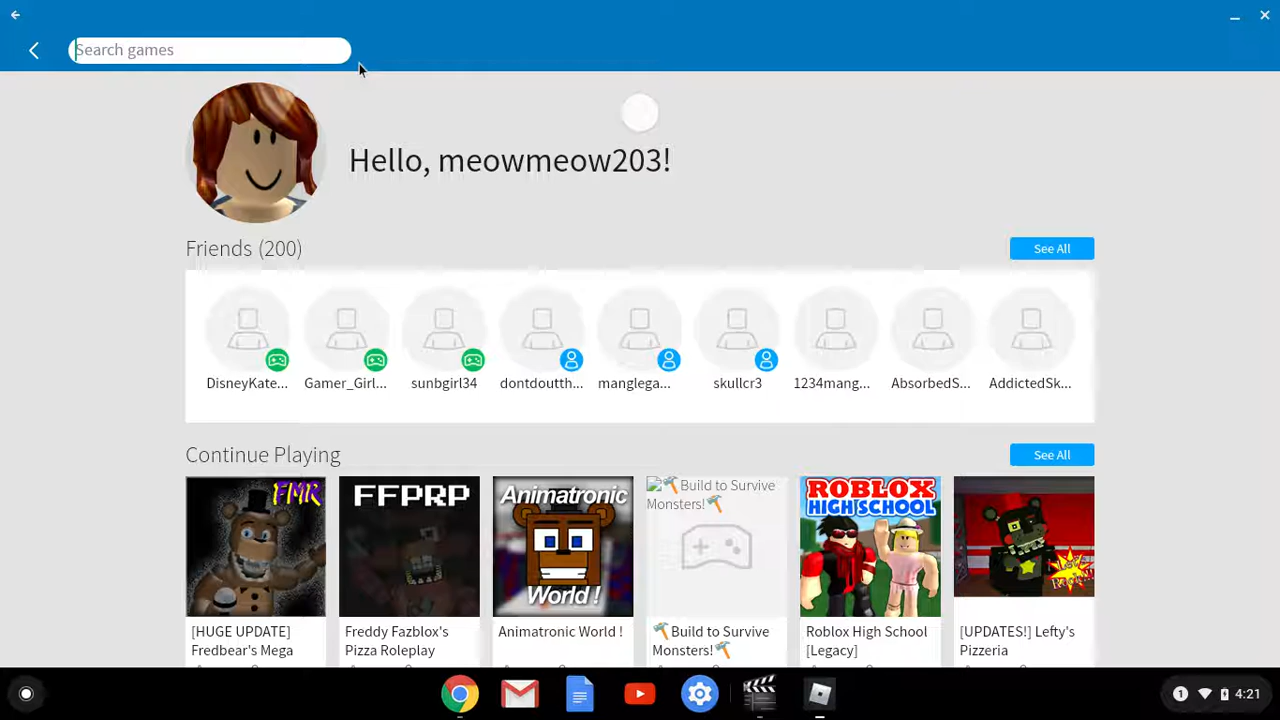 Search games
Hello, meowmeow203!
Friends (200)
See All
DisneyKate... Gamer_Girl... sunbgirl34 dontdoutth... manglega... skullcr3 1234mang... AbsorbedS... AddictedSk...
Continue Playing
See All
FMR
FFPRP
Animatronic
World !
🔨Build to Survive
Monsters!🔨
ROBLOX
HIGH SCHOOL
[HUGE UPDATE]
Fredbear's Mega
Freddy Fazblox's
Pizza Roleplay
Animatronic World !
🔨Build to Survive
Monsters!🔨
Roblox High School
[Legacy]
[UPDATES!] Lefty's
Pizzeria
1 4:21